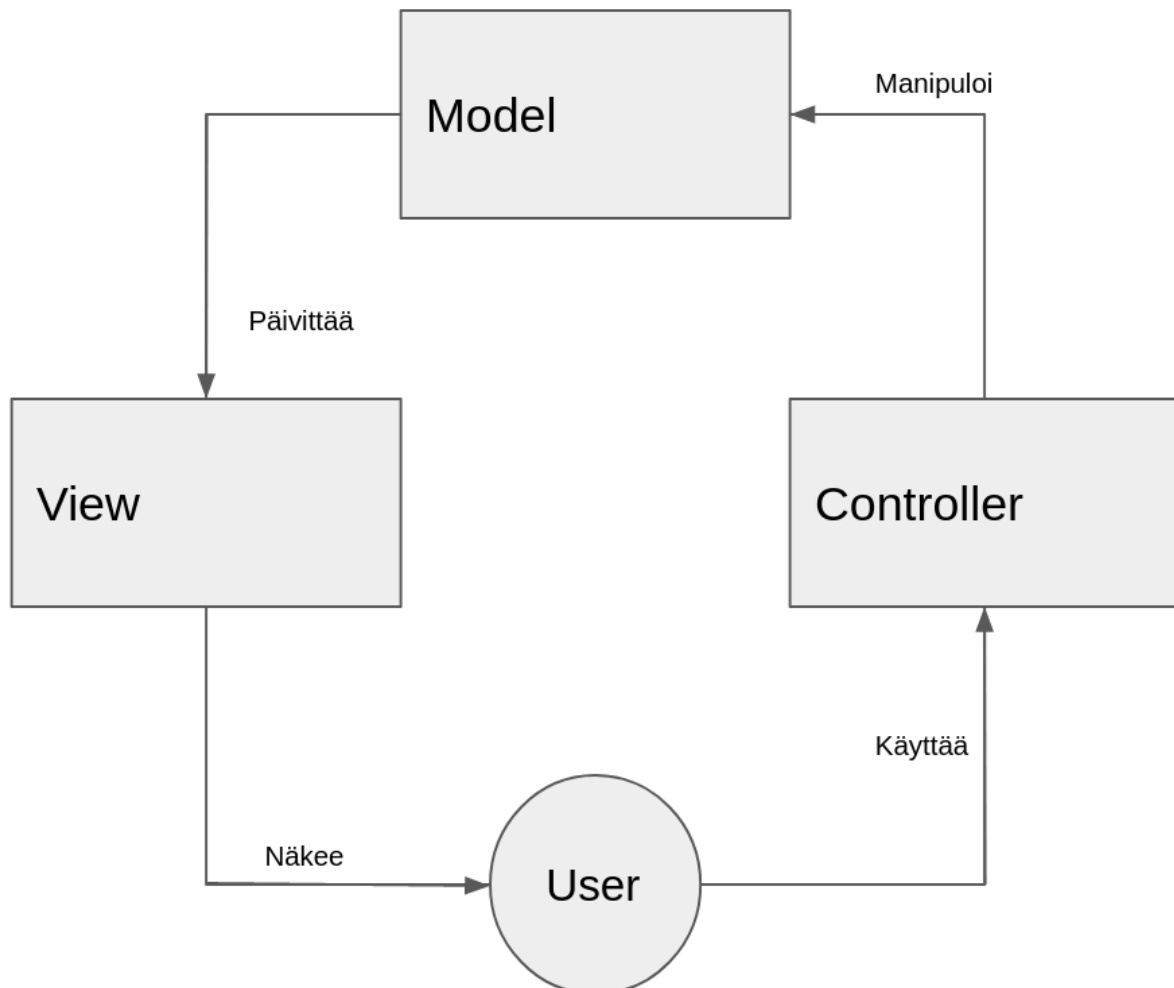 Manipuloi
Model
Päivittää
View
Controller
Käyttää
Näkee
User